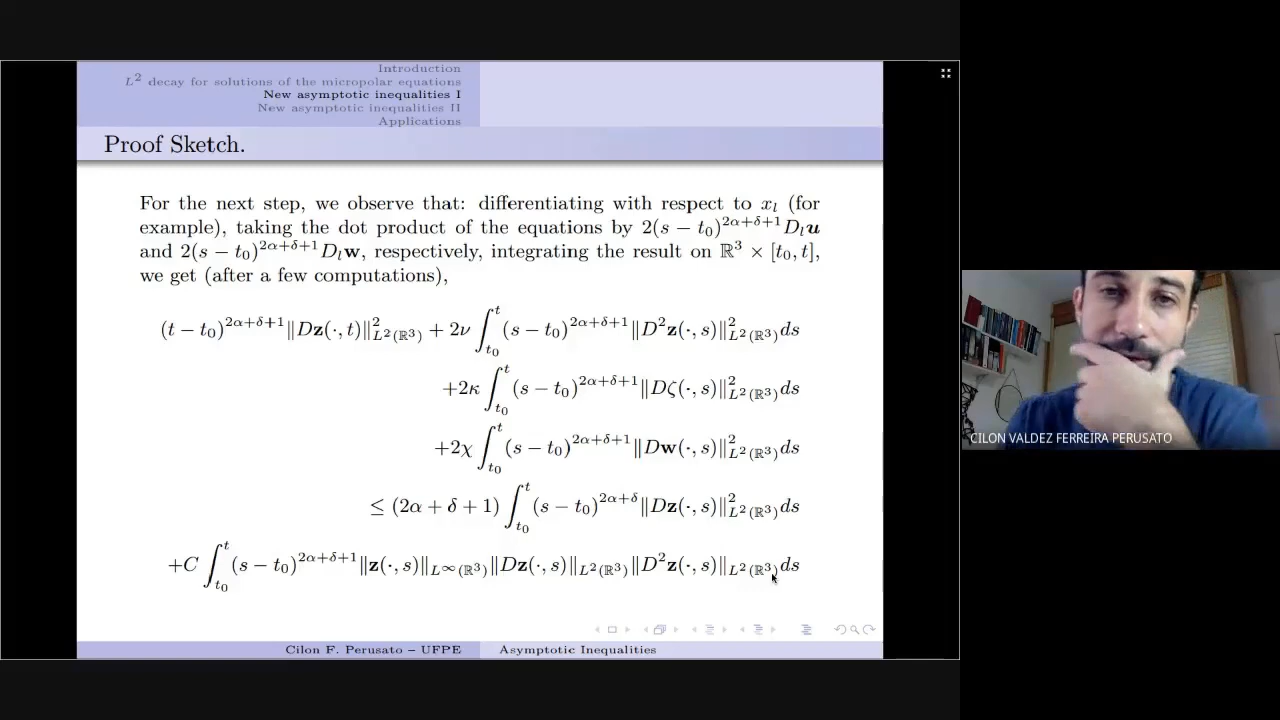 Introduction
L² decay for solutions of the micropolar equations
New asymptotic inequalities I
New asymptotic inequalities II
Applications
Proof Sketch.
For the next step, we observe that: differentiating with respect to x_l (for
example), taking the dot product of the equations by 2(s − t_0)^{2α+δ+1} D_l u
and 2(s − t_0)^{2α+δ+1} D_l w, respectively, integrating the result on ℝ³ × [t_0, t],
we get (after a few computations),
(t − t_0)^{2α+δ+1} ‖Dz(·, t)‖²_{L²(ℝ³)} + 2ν ∫_{t_0}^{t} (s − t_0)^{2α+δ+1} ‖D²z(·, s)‖²_{L²(ℝ³)} ds
+2κ ∫_{t_0}^{t} (s − t_0)^{2α+δ+1} ‖Dζ(·, s)‖²_{L²(ℝ³)} ds
+2χ ∫_{t_0}^{t} (s − t_0)^{2α+δ+1} ‖Dw(·, s)‖²_{L²(ℝ³)} ds
≤ (2α + δ + 1) ∫_{t_0}^{t} (s − t_0)^{2α+δ} ‖Dz(·, s)‖²_{L²(ℝ³)} ds
+C ∫_{t_0}^{t} (s − t_0)^{2α+δ+1} ‖z(·, s)‖_{L^∞(ℝ³)} ‖Dz(·, s)‖_{L²(ℝ³)} ‖D²z(·, s)‖_{L²(ℝ³)} ds
Cilon F. Perusato – UFPE
Asymptotic Inequalities
CILON VALDEZ FERREIRA PERUSATO